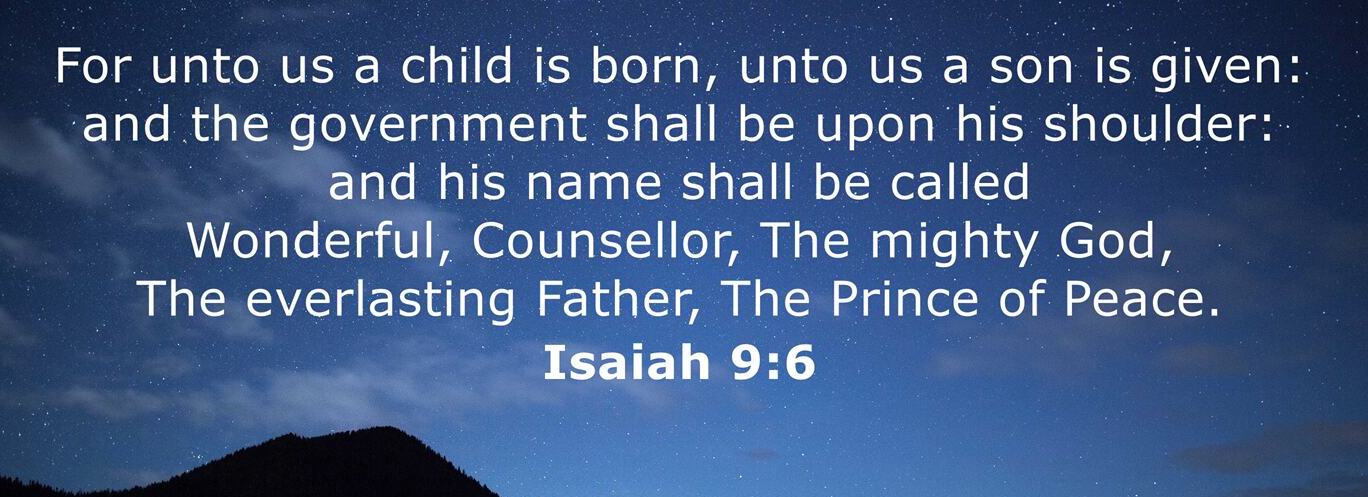 For unto us a child is born, unto us a son is given:
and the government shall be upon his shoulder:
and his name shall be called
Wonderful, Counsellor, The mighty God,
The everlasting Father, The Prince of Peace.
Isaiah 9:6